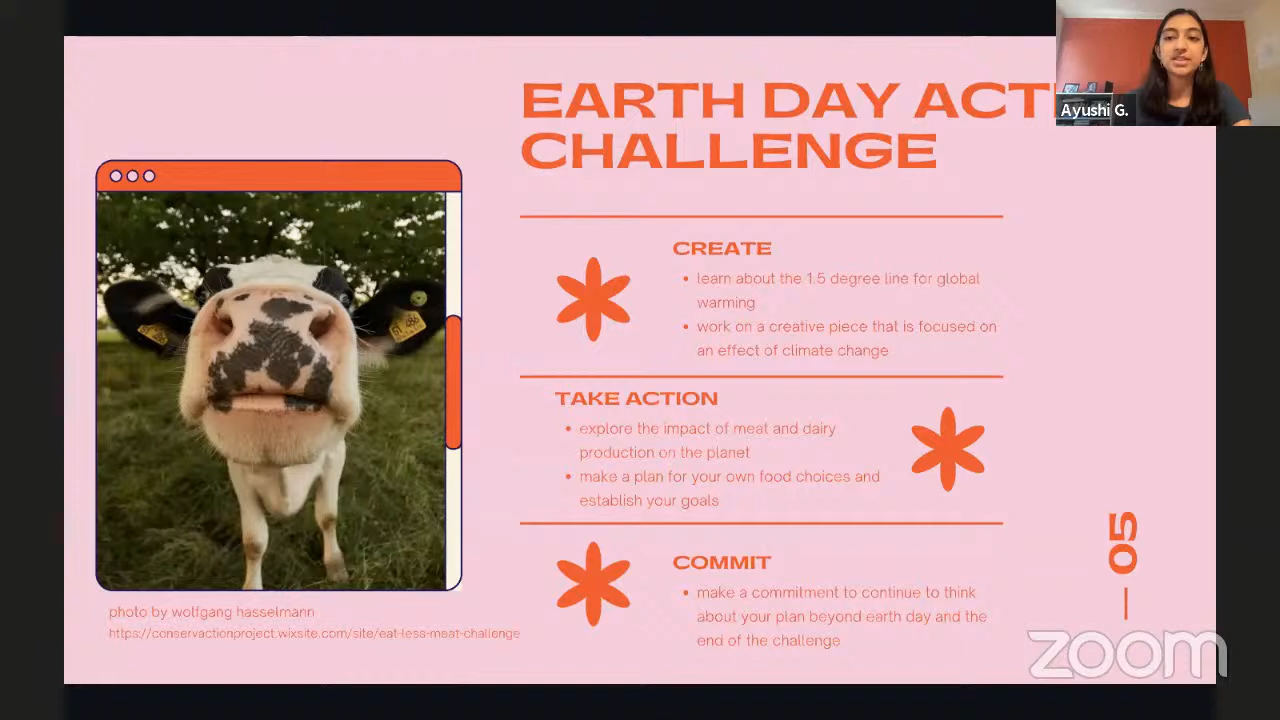 EARTH DAY ACT
CHALLENGE
Ayushi G.
CREATE
learn about the 1.5 degree line for global
warming
work on a creative piece that is focused on
an effect of climate change
TAKE ACTION
explore the impact of meat and dairy
production on the planet
make a plan for your own food choices and
establish your goals
COMMIT
make a commitment to continue to think
about your plan beyond earth day and the
end of the challenge
photo by wolfgang hasselmann
https://conservactionproject.wixsite.com/site/eat-less-meat-challenge
— 05
zoom